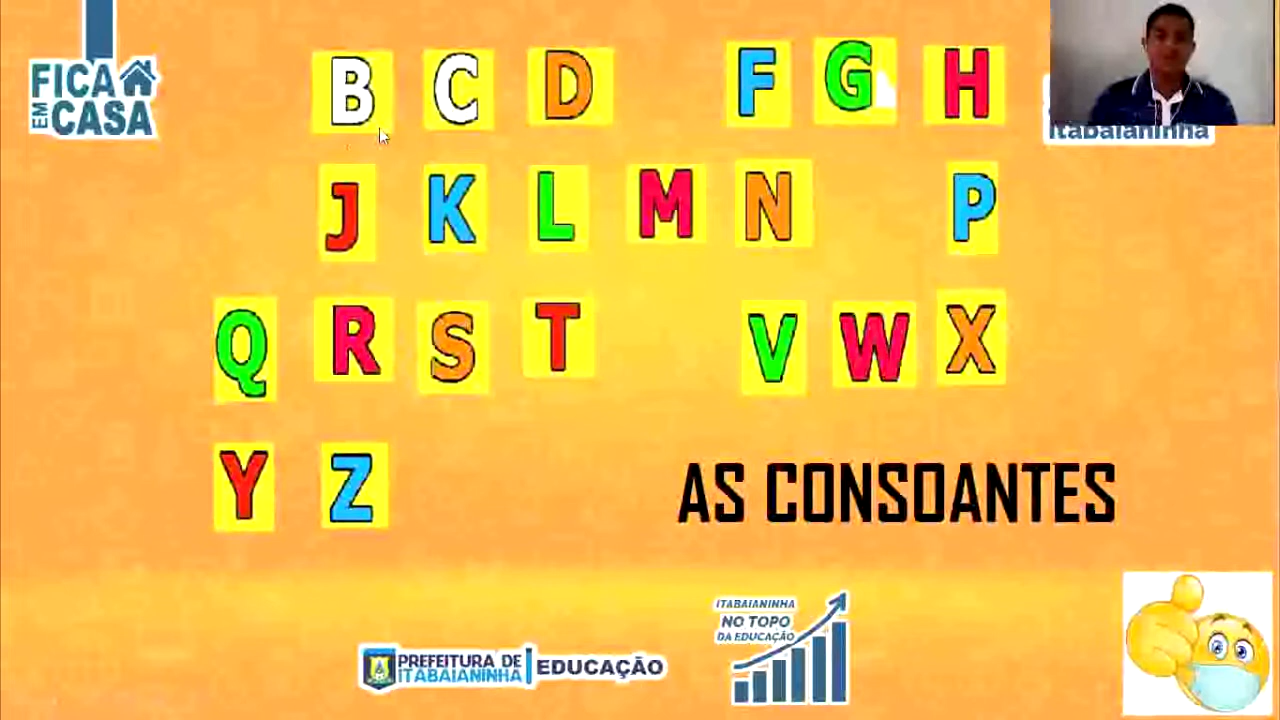 FICA
EM CASA
B C D F G H
Itabaianinha
J K L M N P
Q R S T V W X
Y Z
AS CONSOANTES
ITABAIANINHA
NO TOPO
DA EDUCAÇÃO
PREFEITURA DE
ITABAIANINHA
EDUCAÇÃO